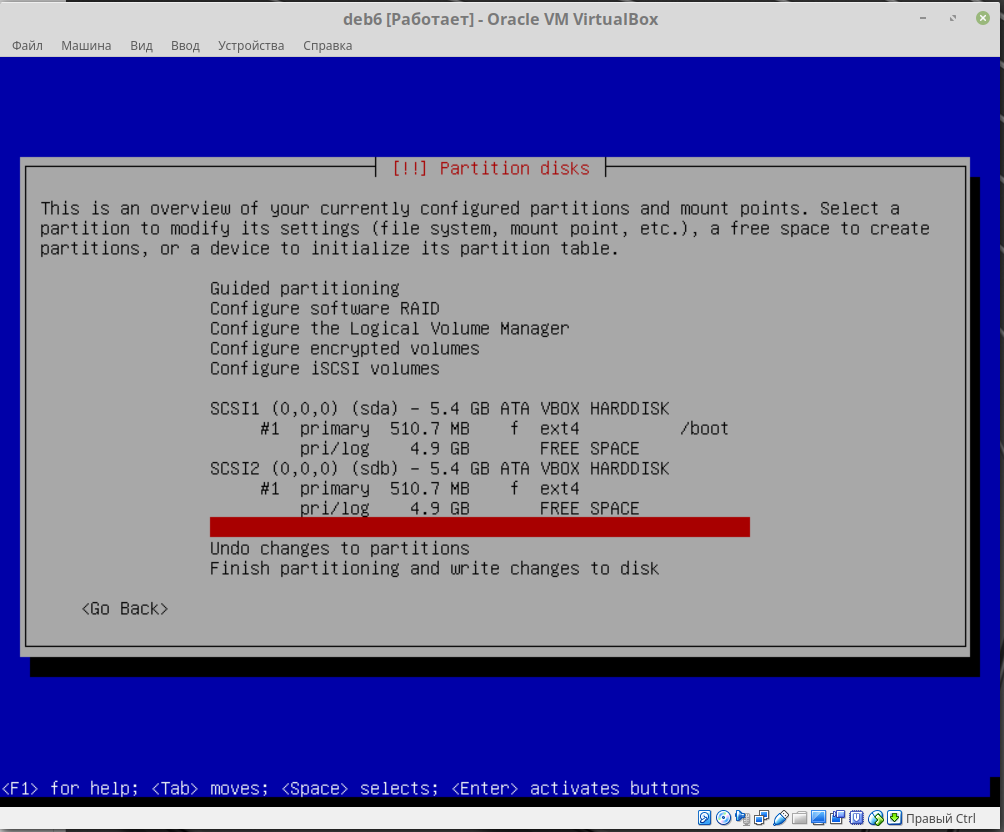 deb6 [Работает] - Oracle VM VirtualBox
Файл Машина Вид Ввод Устройства Справка
[!!] Partition disks
This is an overview of your currently configured partitions and mount points. Select a
partition to modify its settings (file system, mount point, etc.), a free space to create
partitions, or a device to initialize its partition table.
Guided partitioning
Configure software RAID
Configure the Logical Volume Manager
Configure encrypted volumes
Configure iSCSI volumes
SCSI1 (0,0,0) (sda) - 5.4 GB ATA VBOX HARDDISK
#1 primary 510.7 MB f ext4 /boot
pri/log 4.9 GB FREE SPACE
SCSI2 (0,0,0) (sdb) - 5.4 GB ATA VBOX HARDDISK
#1 primary 510.7 MB f ext4
pri/log 4.9 GB FREE SPACE
Undo changes to partitions
Finish partitioning and write changes to disk
<Go Back>
<F1> for help; <Tab> moves; <Space> selects; <Enter> activates buttons
Правый Ctrl